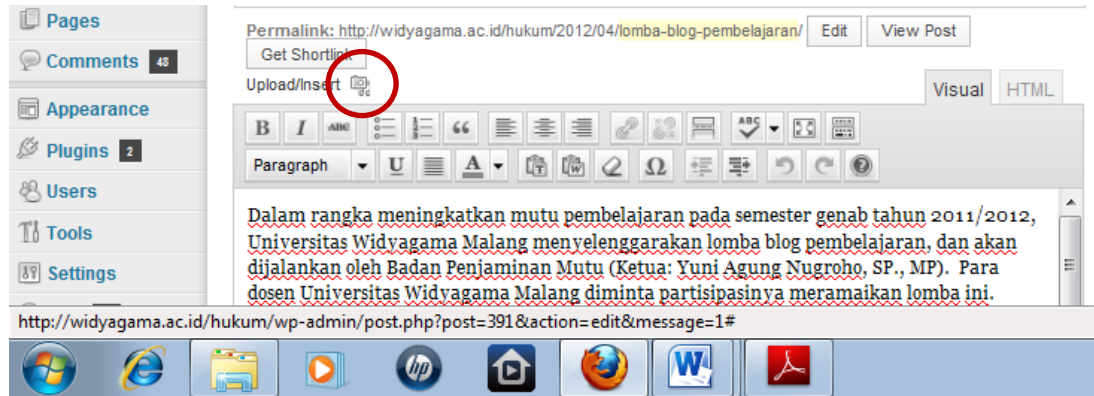 Pages
Comments 48
Appearance
Plugins 2
Users
Tools
Settings
Permalink: http://widyagama.ac.id/hukum/2012/04/lomba-blog-pembelajaran/ Edit View Post
Get Shortlink
Upload/Insert
Visual HTML
B I ABC ABC
Paragraph U A T W Ω
Dalam rangka meningkatkan mutu pembelajaran pada semester genab tahun 2011/2012,
Universitas Widyagama Malang menyelenggarakan lomba blog pembelajaran, dan akan
dijalankan oleh Badan Penjaminan Mutu (Ketua: Yuni Agung Nugroho, SP., MP). Para
dosen Universitas Widyagama Malang diminta partisipasinya meramaikan lomba ini.
http://widyagama.ac.id/hukum/wp-admin/post.php?post=391&action=edit&message=1#
hp W